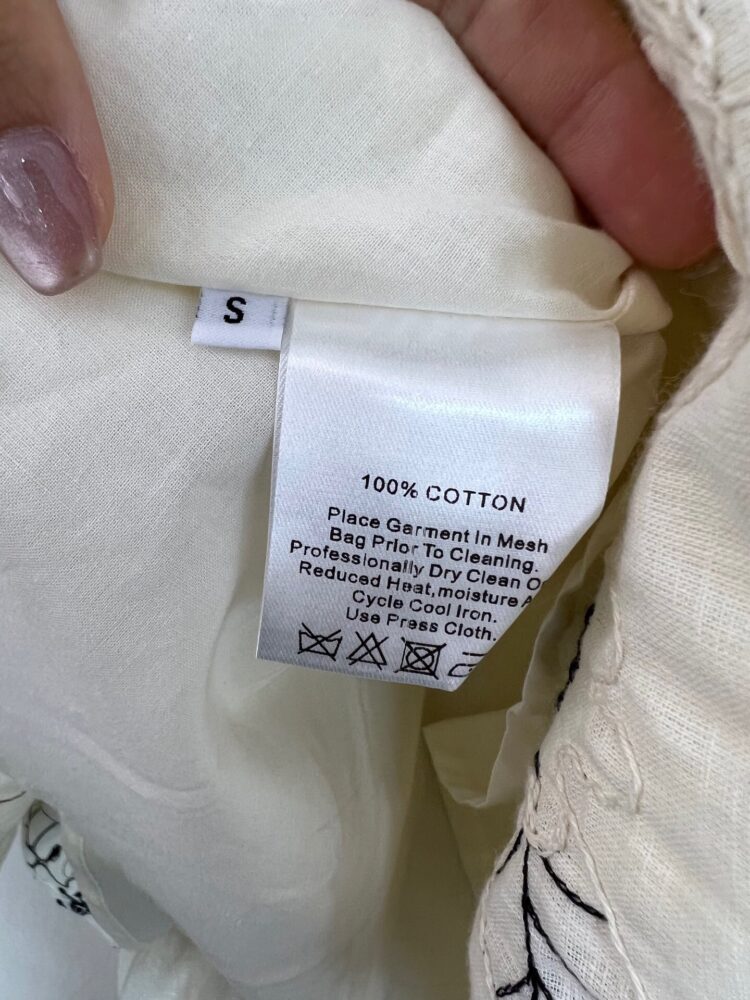 S
100% COTTON
Place Garment In Mesh
Bag Prior To Cleaning.
Professionally Dry Clean
Reduced Heat,moisture
Cycle Cool Iron.
Use Press Cloth.